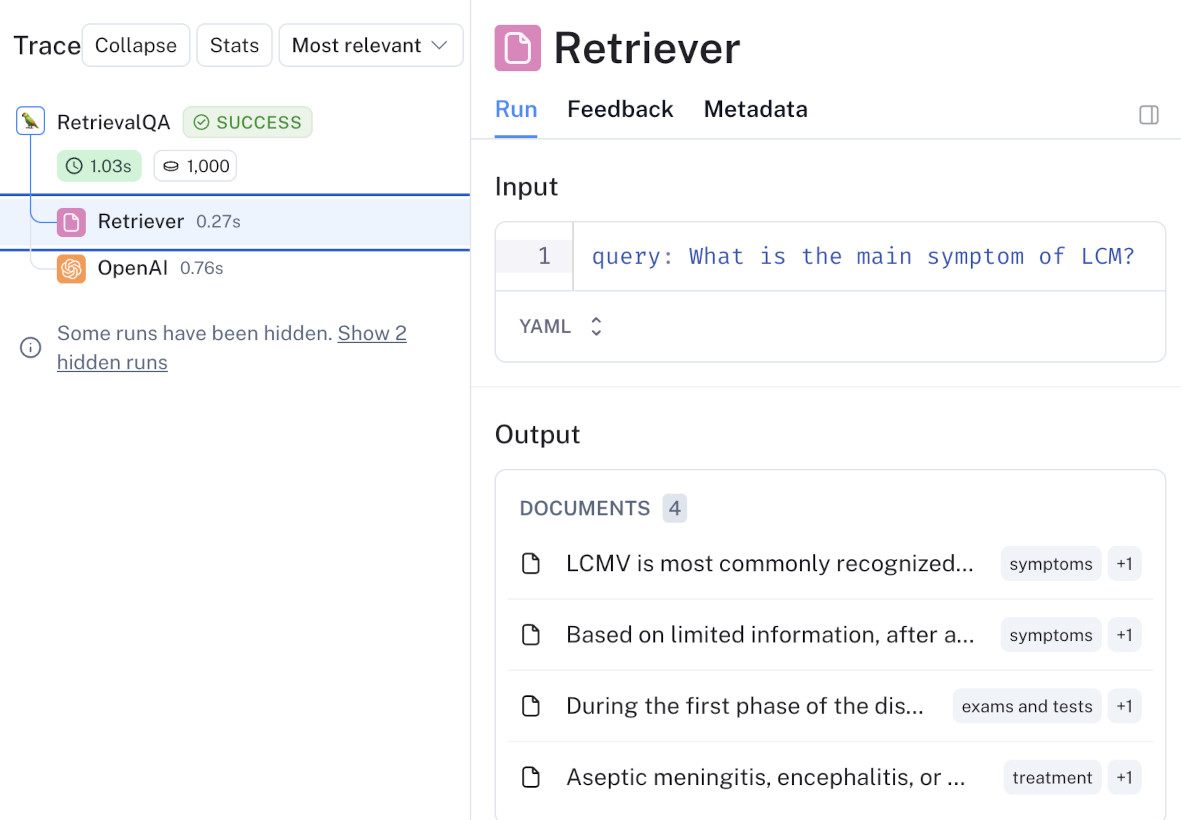 Trace Collapse Stats Most relevant
RetrievalQA SUCCESS
1.03s 1,000
Retriever 0.27s
OpenAI 0.76s
Some runs have been hidden. Show 2
hidden runs
Retriever
Run Feedback Metadata
Input
1 query: What is the main symptom of LCM?
YAML
Output
DOCUMENTS 4
LCMV is most commonly recognized... symptoms +1
Based on limited information, after a... symptoms +1
During the first phase of the dis... exams and tests +1
Aseptic meningitis, encephalitis, or ... treatment +1